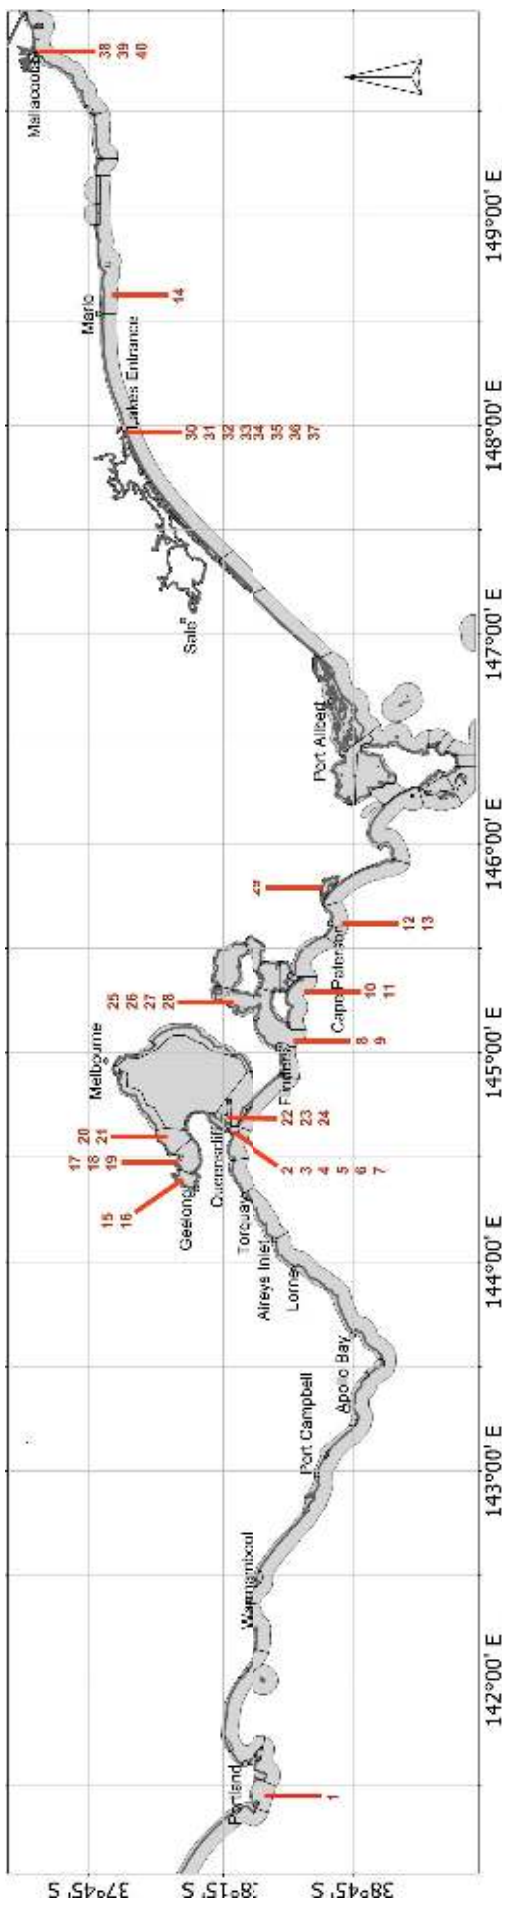 Mallacoota
38
39
40
Marlo
14
Lakes Entrance
30
31
32
33
34
35
36
37
Sale
Port Albert
29
12
13
Cape Paterson
10
11
25
26
27
28
Melbourne
Flinders
8
9
20
21
17
18
19
15
16
Geelong
Queenscliff
22
23
24
2
3
4
5
6
7
Torquay
Aireys Inlet
Lorne
Apollo Bay
Port Campbell
Warrnambool
Portland
1
142°00' E
143°00' E
144°00' E
145°00' E
146°00' E
147°00' E
148°00' E
149°00' E
37°45' S
38°15' S
38°45' S